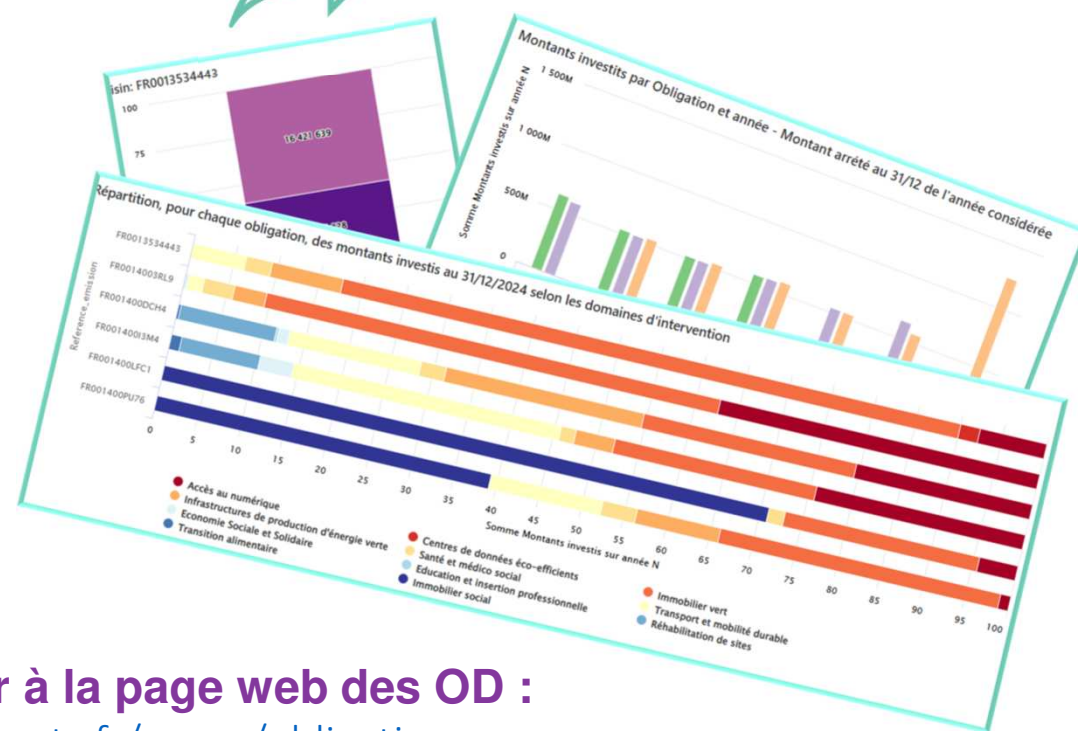 isin: FR0013534443
100
75
16 421 639
Montants investis par Obligation et année - Montant arrété au 31/12 de l'année considérée
Somme Montants investis sur année N
1 500M
1 000M
500M
0
Répartition, pour chaque obligation, des montants investis au 31/12/2024 selon les domaines d'intervention
Reference_emission
FR0013534443
FR0014003RL9
FR001400DCH4
FR001400I3M4
FR001400LFC1
FR001400PU76
0 5 10 15 20 25 30 35 40 45 50 55 60 65 70 75 80 85 90 95 100
Somme Montants investis sur année N
Accès au numérique
Infrastructures de production d'énergie verte
Economie Sociale et Solidaire
Transition alimentaire
Centres de données éco-efficients
Santé et médico social
Education et insertion professionnelle
Immobilier social
Immobilier vert
Transport et mobilité durable
Réhabilitation de sites
r à la page web des OD :